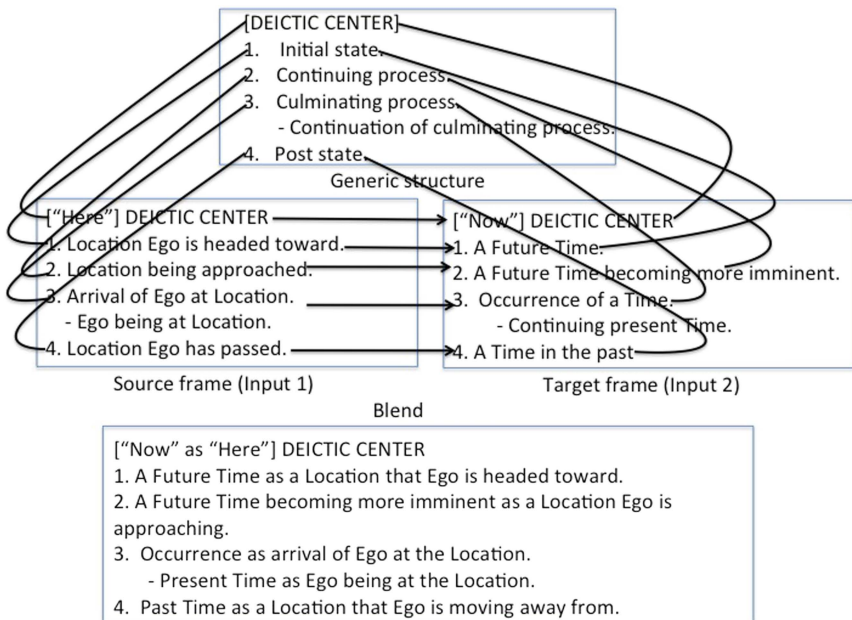 [DEICTIC CENTER]
1. Initial state.
2. Continuing process.
3. Culminating process.
- Continuation of culminating process.
4. Post state.
Generic structure
["Here"] DEICTIC CENTER
1. Location Ego is headed toward.
2. Location being approached.
3. Arrival of Ego at Location.
- Ego being at Location.
4. Location Ego has passed.
Source frame (Input 1)
["Now"] DEICTIC CENTER
1. A Future Time.
2. A Future Time becoming more imminent.
3. Occurrence of a Time.
- Continuing present Time.
4. A Time in the past
Target frame (Input 2)
Blend
["Now" as "Here"] DEICTIC CENTER
1. A Future Time as a Location that Ego is headed toward.
2. A Future Time becoming more imminent as a Location Ego is
approaching.
3. Occurrence as arrival of Ego at the Location.
- Present Time as Ego being at the Location.
4. Past Time as a Location that Ego is moving away from.